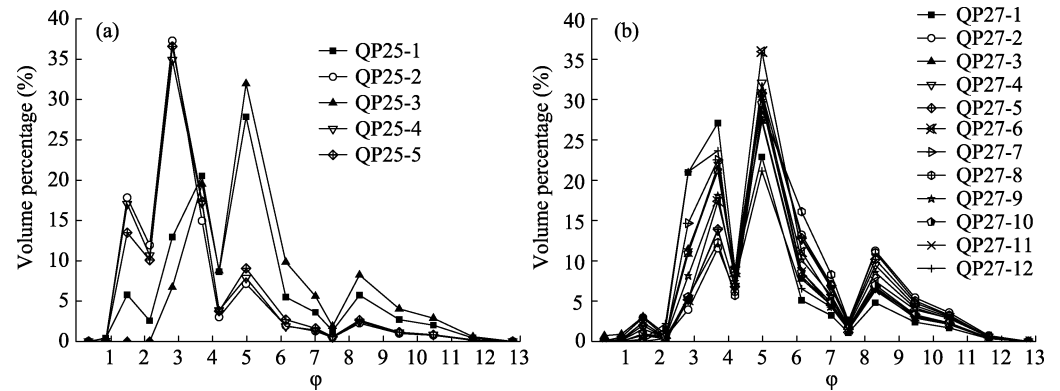 (a)
Volume percentage (%)
40
35
30
25
20
15
10
5
0
1 2 3 4 5 6 7 8 9 10 11 12 13
φ
QP25-1
QP25-2
QP25-3
QP25-4
QP25-5
(b)
Volume percentage (%)
40
35
30
25
20
15
10
5
0
1 2 3 4 5 6 7 8 9 10 11 12 13
φ
QP27-1
QP27-2
QP27-3
QP27-4
QP27-5
QP27-6
QP27-7
QP27-8
QP27-9
QP27-10
QP27-11
QP27-12